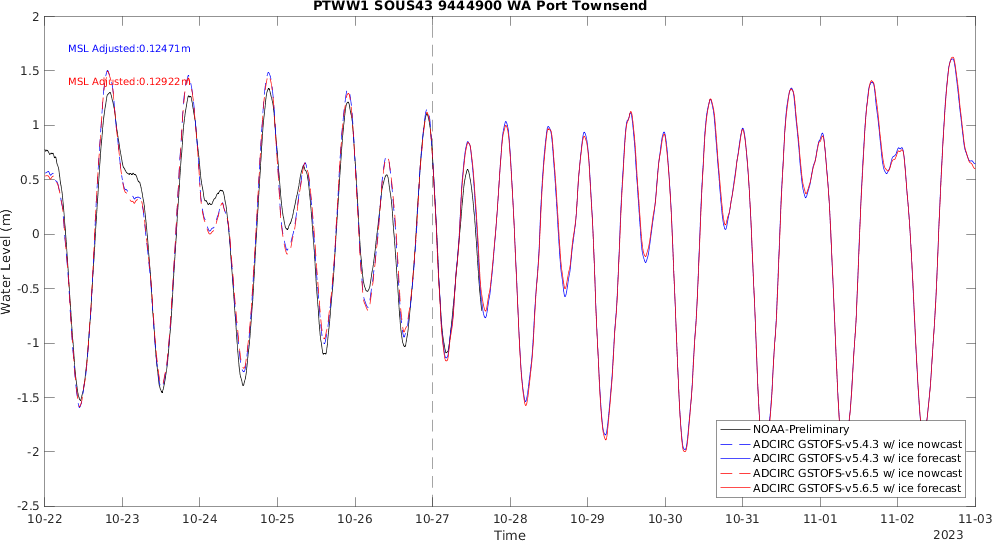 PTWW1 SOUS43 9444900 WA Port Townsend
2
1.5
1
0.5
0
-0.5
-1
-1.5
-2
-2.5
Water Level (m)
MSL Adjusted:0.12471m
MSL Adjusted:0.12922m
NOAA-Preliminary
ADCIRC GSTOFS-v5.4.3 w/ ice nowcast
ADCIRC GSTOFS-v5.4.3 w/ ice forecast
ADCIRC GSTOFS-v5.6.5 w/ ice nowcast
ADCIRC GSTOFS-v5.6.5 w/ ice forecast
10-22 10-23 10-24 10-25 10-26 10-27 10-28 10-29 10-30 10-31 11-01 11-02 11-03
Time
2023